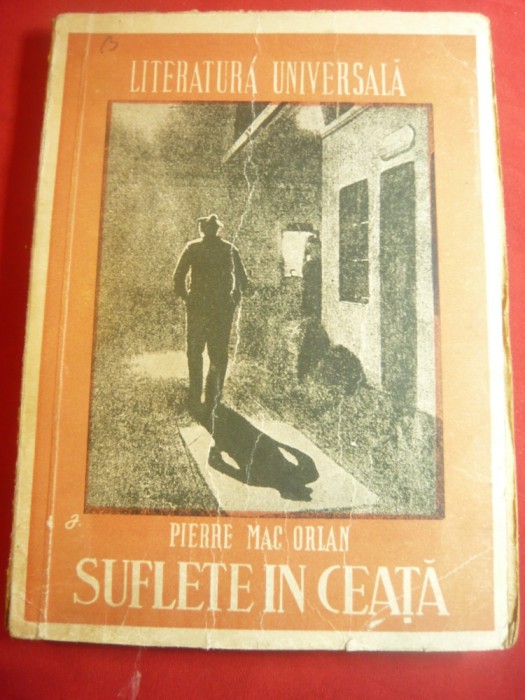 LITERATURA UNIVERSALĂ
PIERRE MAC ORLAN
SUFLETE IN CEAȚĂ